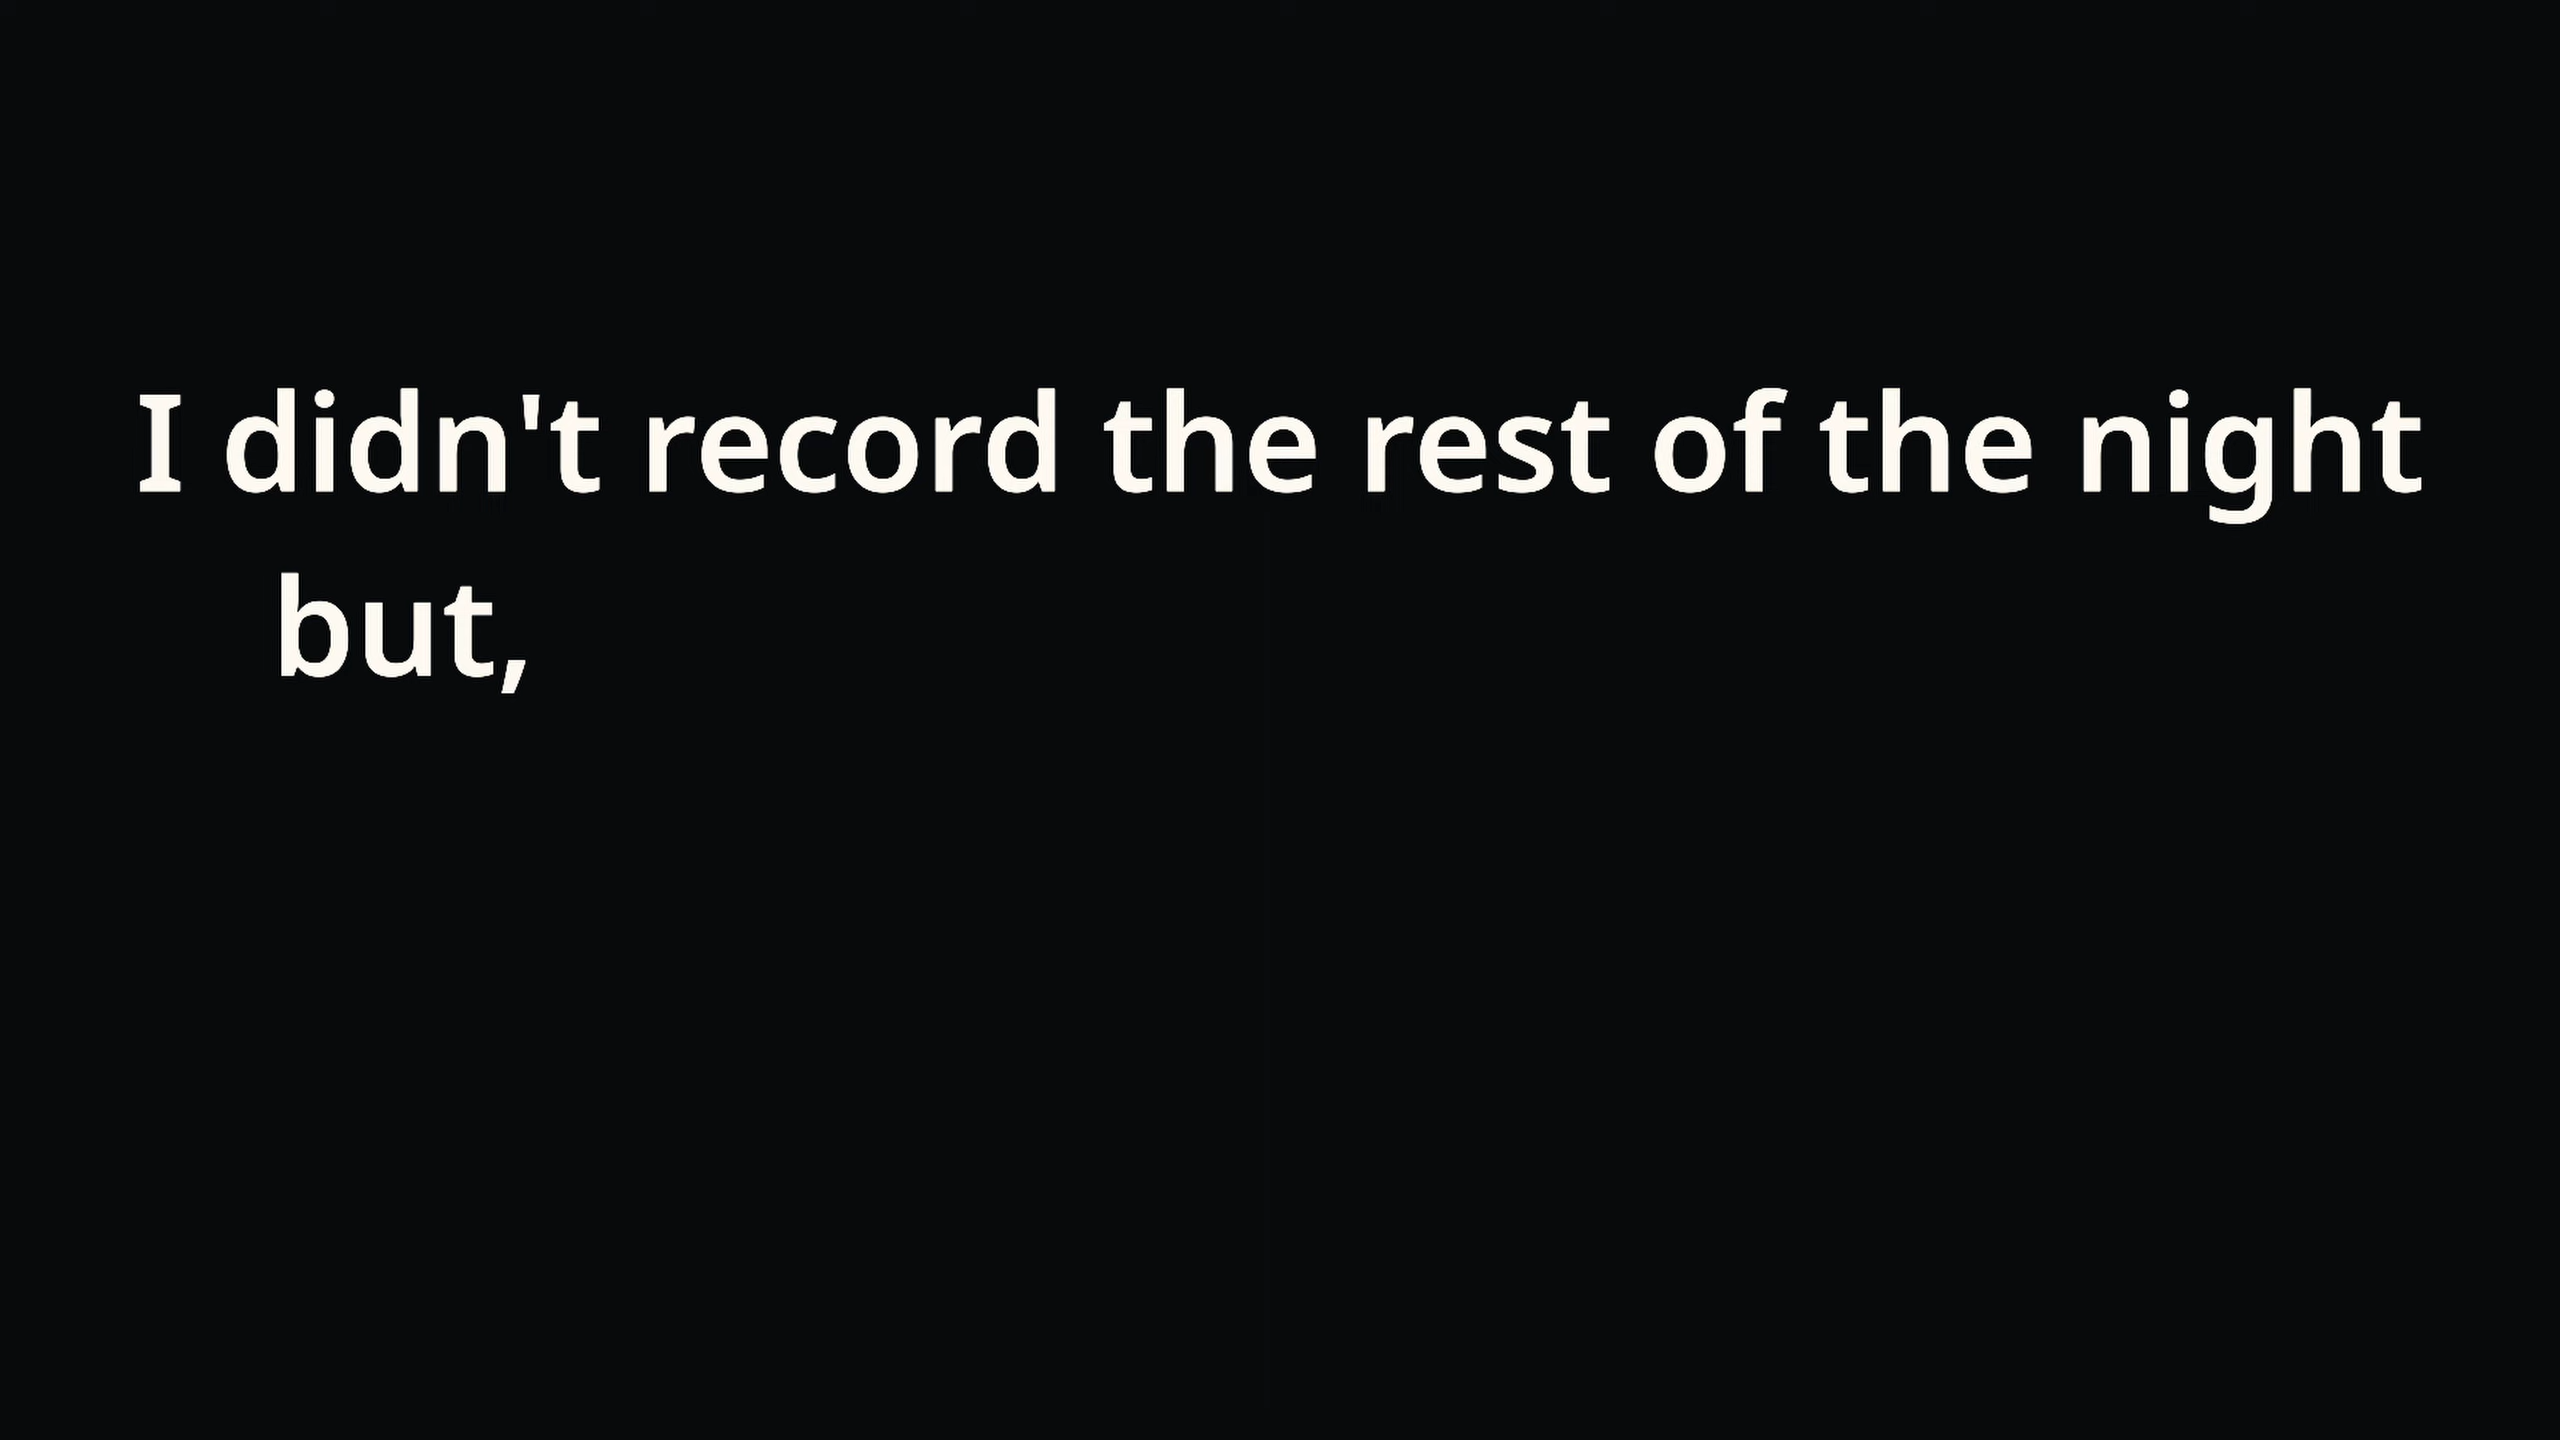 I didn't record the rest of the night
but,